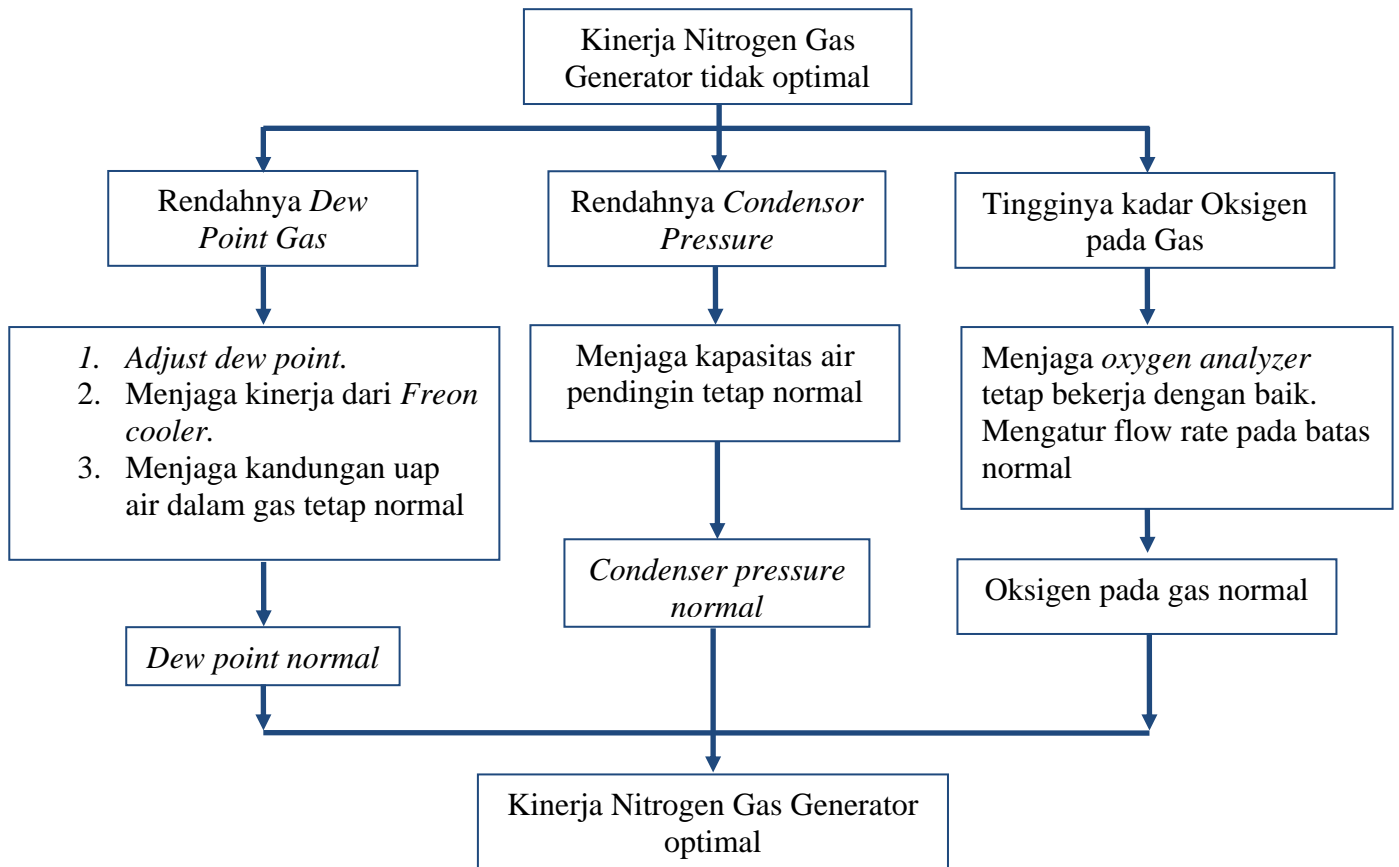 Kinerja Nitrogen Gas
Generator tidak optimal
Rendahnya Dew
Point Gas
Rendahnya Condensor
Pressure
Tingginya kadar Oksigen
pada Gas
1. Adjust dew point.
2. Menjaga kinerja dari Freon
cooler.
3. Menjaga kandungan uap
air dalam gas tetap normal
Menjaga kapasitas air
pendingin tetap normal
Menjaga oxygen analyzer
tetap bekerja dengan baik.
Mengatur flow rate pada batas
normal
Condenser pressure
normal
Oksigen pada gas normal
Dew point normal
Kinerja Nitrogen Gas Generator
optimal